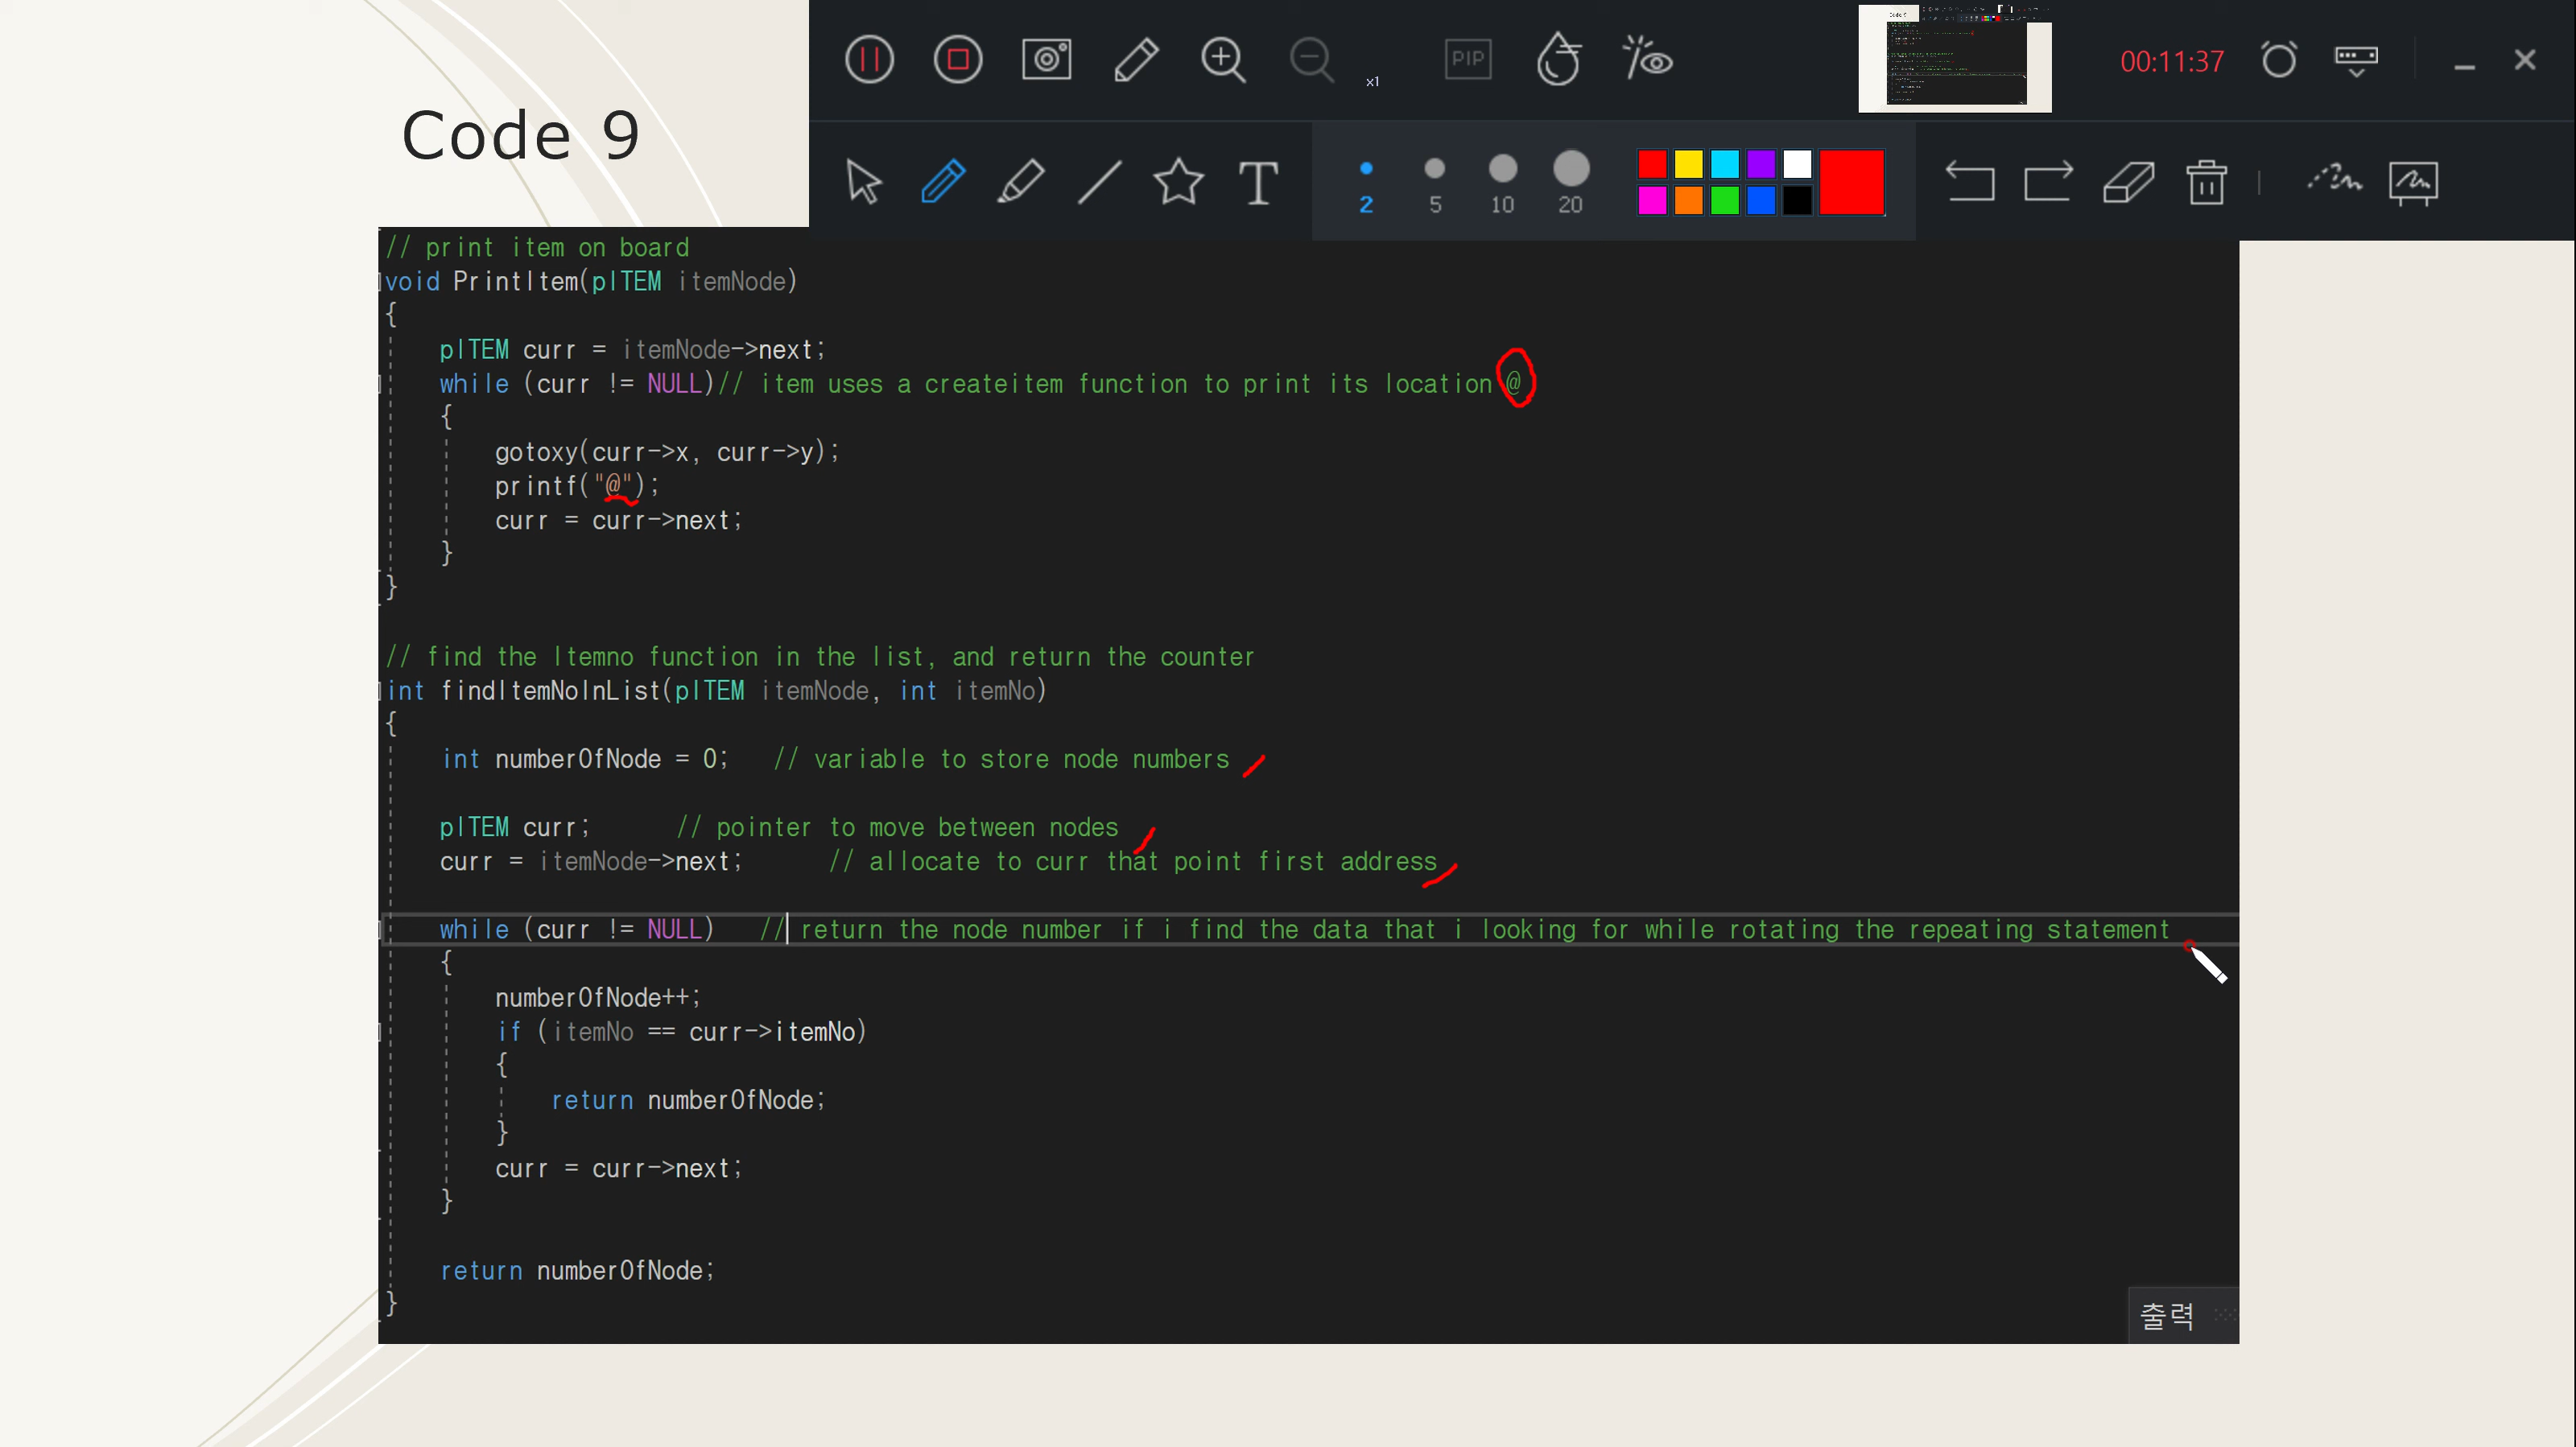 Code 9
x1
PIP
00:11:37
T
2
5
10
20
// print item on board
void PrintItem(pITEM itemNode)
{
pITEM curr = itemNode->next;
while (curr != NULL)// item uses a createitem function to print its location @
{
gotoxy(curr->x, curr->y);
printf("@");
curr = curr->next;
}
}
// find the Itemno function in the list, and return the counter
int findItemNoInList(pITEM itemNode, int itemNo)
{
int numberOfNode = 0;   // variable to store node numbers
pITEM curr;      // pointer to move between nodes
curr = itemNode->next;      // allocate to curr that point first address
while (curr != NULL)   // return the node number if i find the data that i looking for while rotating the repeating statement
{
numberOfNode++;
if (itemNo == curr->itemNo)
{
return numberOfNode;
}
curr = curr->next;
}
return numberOfNode;
}
출력